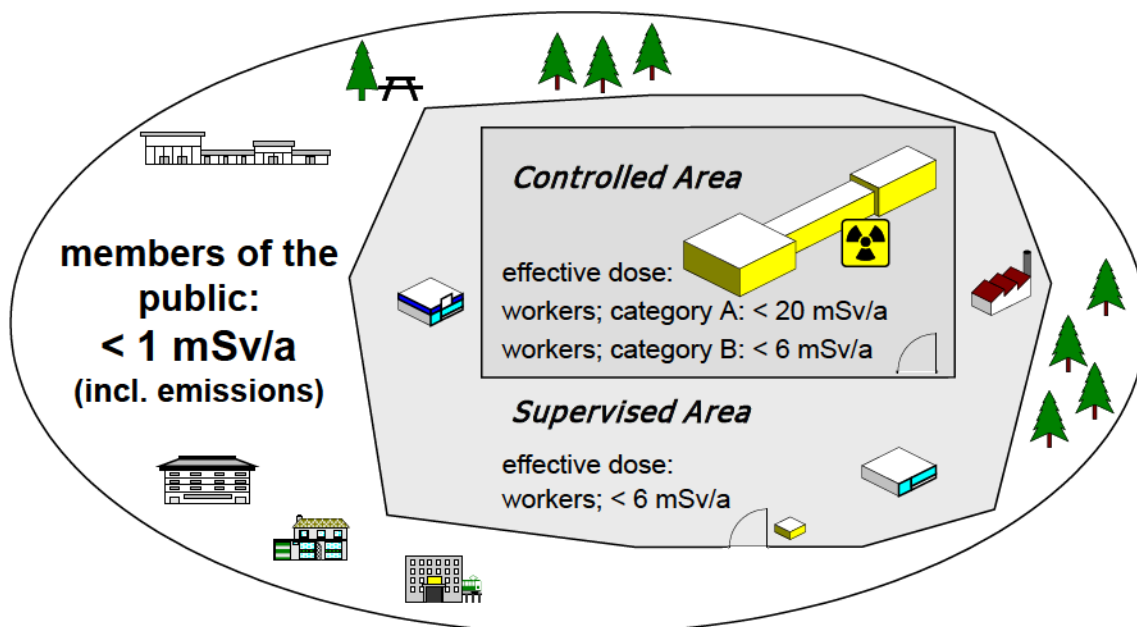 Controlled Area
effective dose:
workers; category A: < 20 mSv/a
workers; category B: < 6 mSv/a
members of the
public:
< 1 mSv/a
(incl. emissions)
Supervised Area
effective dose:
workers; < 6 mSv/a